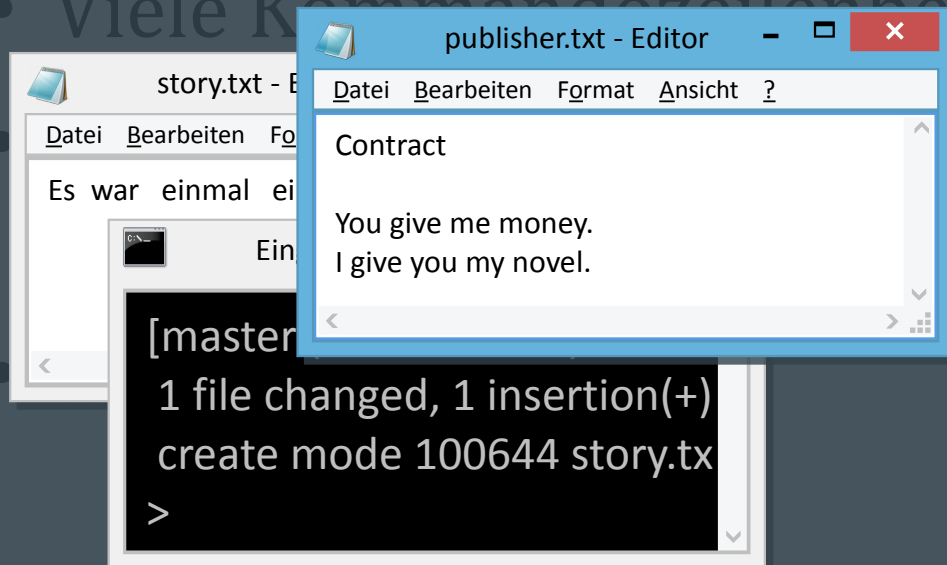 • Viele Kommandozeilen
publisher.txt - Editor
Datei Bearbeiten Format Ansicht ?
Contract
You give me money.
I give you my novel.
story.txt - E
Datei Bearbeiten Fo
Es war einmal ei
Ein
[master
1 file changed, 1 insertion(+)
create mode 100644 story.tx
>